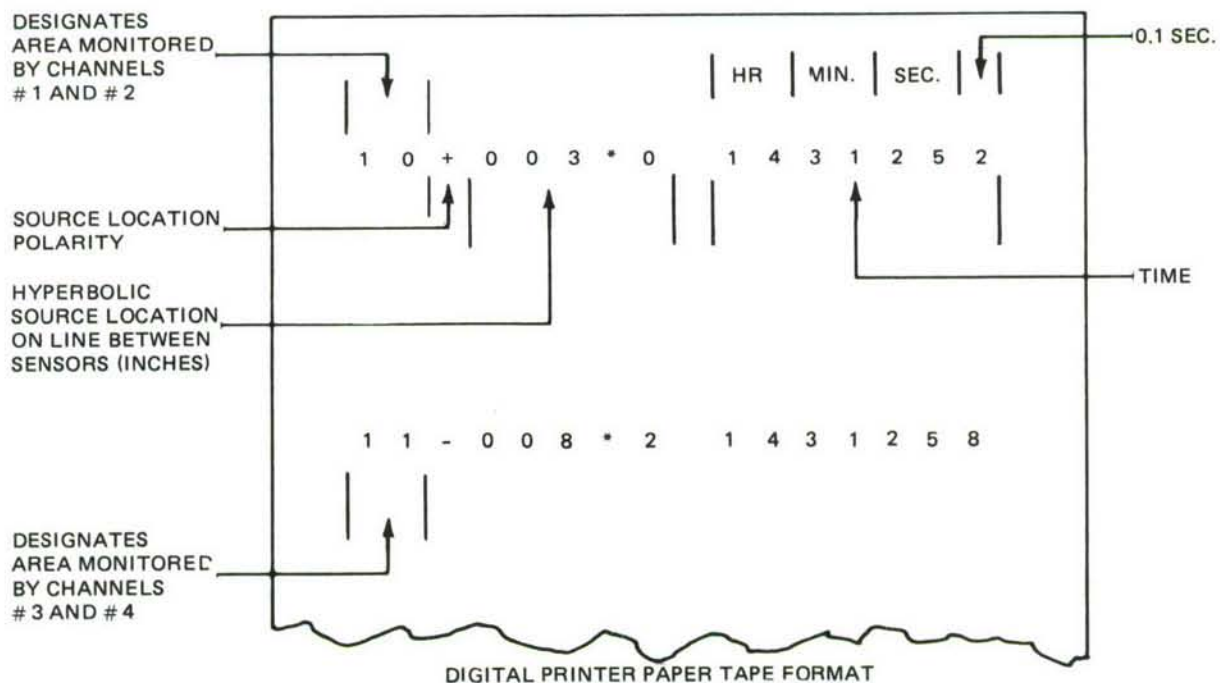 DESIGNATES
AREA MONITORED
BY CHANNELS
#1 AND #2
0.1 SEC.
HR MIN. SEC.
1 0 + 0 0 3 * 0 1 4 3 1 2 5 2
SOURCE LOCATION
POLARITY
TIME
HYPERBOLIC
SOURCE LOCATION
ON LINE BETWEEN
SENSORS (INCHES)
1 1 - 0 0 8 * 2 1 4 3 1 2 5 8
DESIGNATES
AREA MONITORED
BY CHANNELS
#3 AND #4
DIGITAL PRINTER PAPER TAPE FORMAT